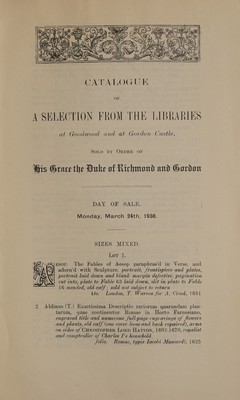 CATALOGUE
OF
A SELECTION FROM THE LIBRARIES
at Goodwood and at Gordon Castle,
SOLD BY ORDER OF
His Grace the Duke of Richmond and Gordon
DAY OF SALE.
Monday, March 24th, 1930.
SIZES MIXED.
LOT 1.
ÆSOP: The Fables of Aesop paraphras'd in Verse, and
adorn'd with Sculpture, portrait, frontispiece and plates,
portrait laid down and blank margin defective, pagination
cut into, plate to Fable 63 laid down, slit in plate to Fable
16 mended, old calf; sold not subject to return
4to. London, T. Warren for A. Crook, 1651
2 Aldinus (T.) Exactissima Descriptio variorum quarundam plan-
tarum, quae continentur Romae in Horto Farnesiano,
engraved title and numerous full-page engravings of flowers
and plants, old calf (one cover loose and back repaired), arms
on sides of CHRISTOPHER LORD HATTON, 1605-1670, royalist
and comptroller of Charles I's household
folio. Romae, typis Iacobi Mascardi, 1625